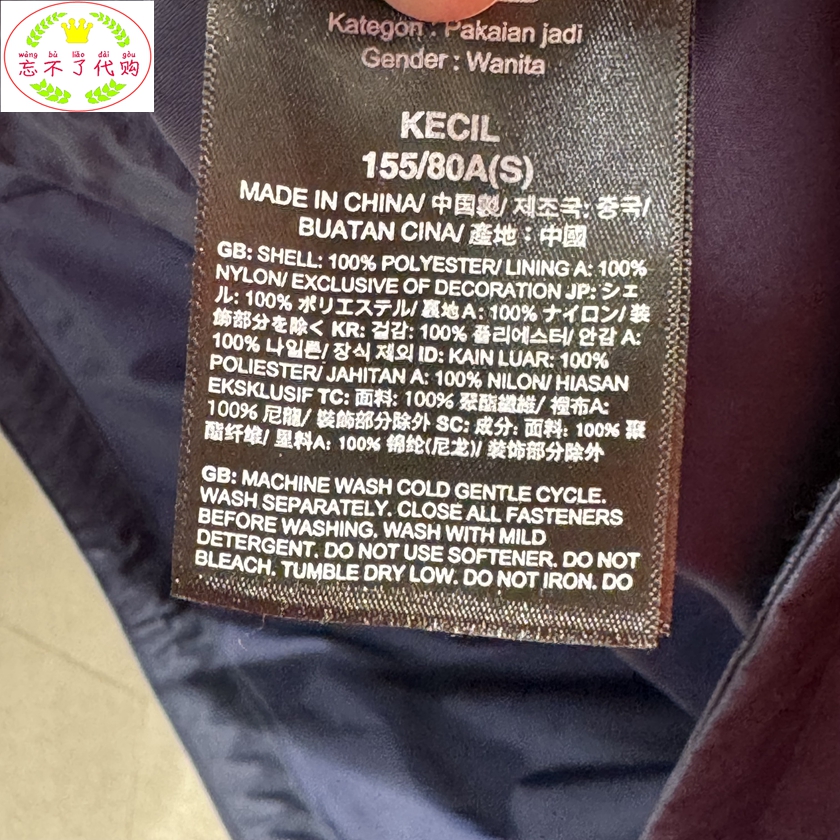 wàng bù liǎo dài gòu
忘不了代购
Kategori : Pakaian jadi
Gender : Wanita
KECIL
155/80A(S)
MADE IN CHINA/ 中国製/ 제조국: 중국/
BUATAN CINA/ 產地：中國
GB: SHELL: 100% POLYESTER/ LINING A: 100%
NYLON/ EXCLUSIVE OF DECORATION JP: シェ
ル: 100% ポリエステル/ 裏地 A: 100% ナイロン/ 装
飾部分を除く KR: 겉감: 100% 폴리에스터/ 안감 A:
100% 나일론/ 장식 제외 ID: KAIN LUAR: 100%
POLIESTER/ JAHITAN A: 100% NILON/ HIASAN
EKSKLUSIF TC: 面料: 100% 聚酯纖維/ 裡布A:
100% 尼龍/ 裝飾部分除外 SC: 成分: 面料: 100% 聚
酯纤维/ 里料A: 100% 锦纶(尼龙)/ 装饰部分除外
GB: MACHINE WASH COLD GENTLE CYCLE.
WASH SEPARATELY. CLOSE ALL FASTENERS
BEFORE WASHING. WASH WITH MILD
DETERGENT. DO NOT USE SOFTENER. DO NOT
BLEACH. TUMBLE DRY LOW. DO NOT IRON. DO